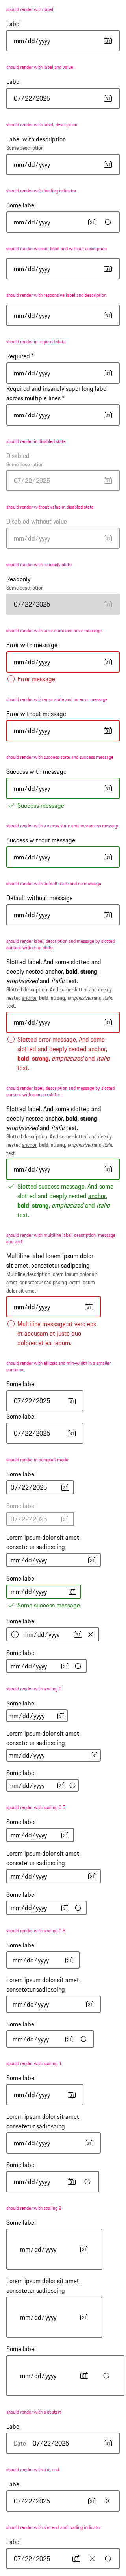 should render with label
Label
mm/dd/yyyy
should render with label and value
Label
07/22/2025
should render with label, description
Label with description
Some description
mm/dd/yyyy
should render with loading indicator
Some label
mm/dd/yyyy
should render without label and without description
mm/dd/yyyy
should render with responsive label and description
mm/dd/yyyy
should render in required state
Required *
mm/dd/yyyy
Required and insanely super long label
across multiple lines *
mm/dd/yyyy
should render in disabled state
Disabled
Some description
07/22/2025
should render without value in disabled state
Disabled without value
mm/dd/yyyy
should render with readonly state
Readonly
Some description
07/22/2025
should render with error state and error message
Error with message
mm/dd/yyyy
Error message
should render with error state and no error message
Error without message
mm/dd/yyyy
should render with success state and success message
Success with message
mm/dd/yyyy
Success message
should render with success state and no success message
Success without message
mm/dd/yyyy
should render with default state and no message
Default without message
mm/dd/yyyy
should render label, description and message by slotted
content with error state
Slotted label. And some slotted and
deeply nested anchor, bold, strong,
emphasized and italic text.
Slotted description. And some slotted and deeply
nested anchor, bold, strong, emphasized and italic
text.
mm/dd/yyyy
Slotted error message. And some
slotted and deeply nested anchor,
bold, strong, emphasized and italic
text.
should render label, description and message by slotted
content with success state
Slotted label. And some slotted and
deeply nested anchor, bold, strong,
emphasized and italic text.
Slotted description. And some slotted and deeply
nested anchor, bold, strong, emphasized and italic
text.
mm/dd/yyyy
Slotted success message. And some
slotted and deeply nested anchor,
bold, strong, emphasized and italic
text.
should render with multiline label, description, message
and text
Multiline label lorem ipsum dolor
sit amet, consetetur sadipscing
Multiline description lorem ipsum dolor sit
amet, consetetur sadipscing lorem ipsum
dolor sit amet
mm/dd/yyyy
Multiline message at vero eos
et accusam et justo duo
dolores et ea rebum.
should render with ellipsis and min-width in a smaller
container
Some label
07/22/2025
Some label
07/22/2025
should render in compact mode
Some label
07/22/2025
Some label
07/22/2025
Lorem ipsum dolor sit amet,
consetetur sadipscing
mm/dd/yyyy
Some label
mm/dd/yyyy
Some success message.
Some label
mm/dd/yyyy
Some label
mm/dd/yyyy
should render with scaling 0
Some label
mm/dd/yyyy
Lorem ipsum dolor sit amet,
consetetur sadipscing
mm/dd/yyyy
Some label
mm/dd/yyyy
should render with scaling 0.5
Some label
mm/dd/yyyy
Lorem ipsum dolor sit amet,
consetetur sadipscing
mm/dd/yyyy
Some label
mm/dd/yyyy
should render with scaling 0.8
Some label
mm/dd/yyyy
Lorem ipsum dolor sit amet,
consetetur sadipscing
mm/dd/yyyy
Some label
mm/dd/yyyy
should render with scaling 1
Some label
mm/dd/yyyy
Lorem ipsum dolor sit amet,
consetetur sadipscing
mm/dd/yyyy
Some label
mm/dd/yyyy
should render with scaling 2
Some label
mm/dd/yyyy
Lorem ipsum dolor sit amet,
consetetur sadipscing
mm/dd/yyyy
Some label
mm/dd/yyyy
should render with slot start
Label
Date 07/22/2025
should render with slot end
Label
07/22/2025
should render with slot end and loading indicator
Label
07/22/2025